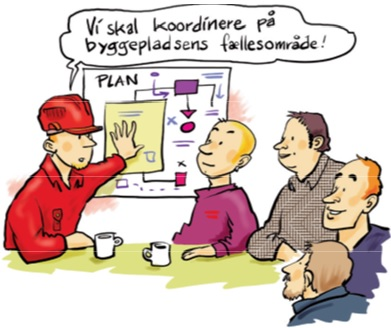 Vi skal koordinere på
byggepladsens fællesområde!
PLAN